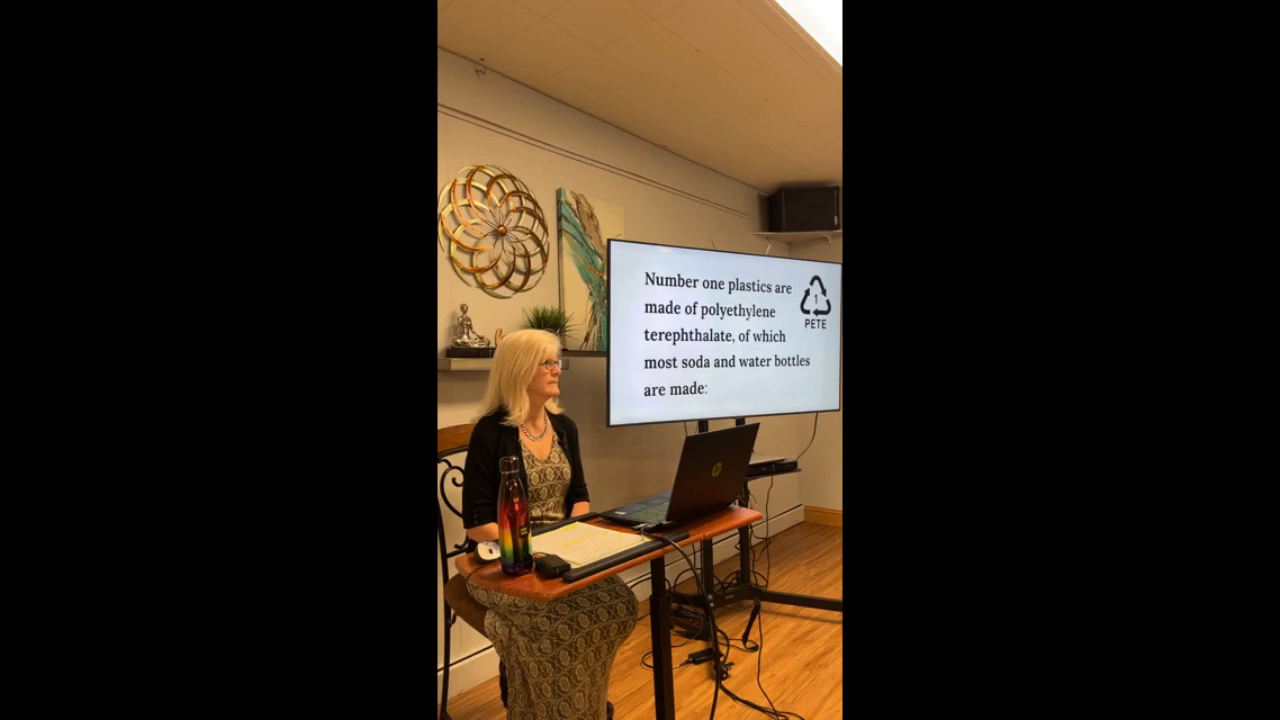 Number one plastics are
made of polyethylene
terephthalate, of which
most soda and water bottles
are made:
1
PETE
hp